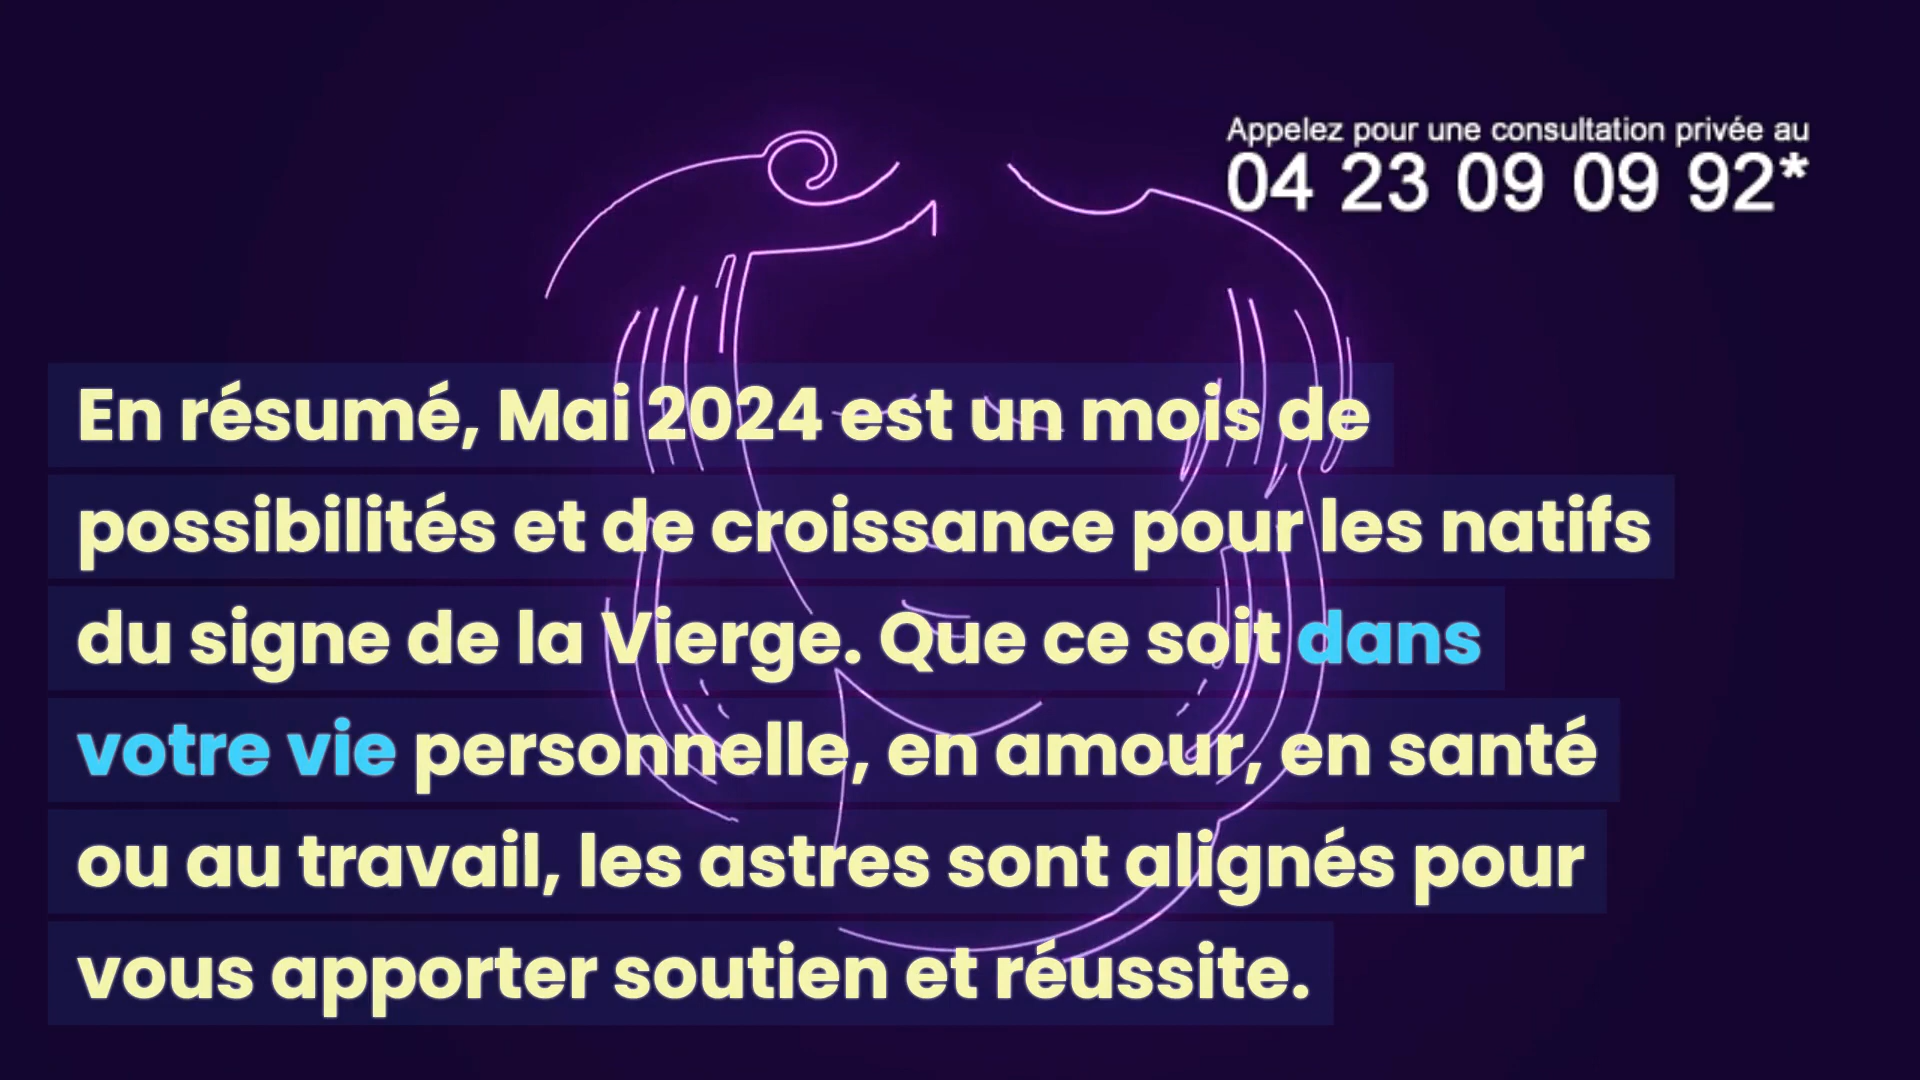 Appelez pour une consultation privée au
04 23 09 09 92*
En résumé, Mai 2024 est un mois de
possibilités et de croissance pour les natifs
du signe de la Vierge. Que ce soit dans
votre vie personnelle, en amour, en santé
ou au travail, les astres sont alignés pour
vous apporter soutien et réussite.